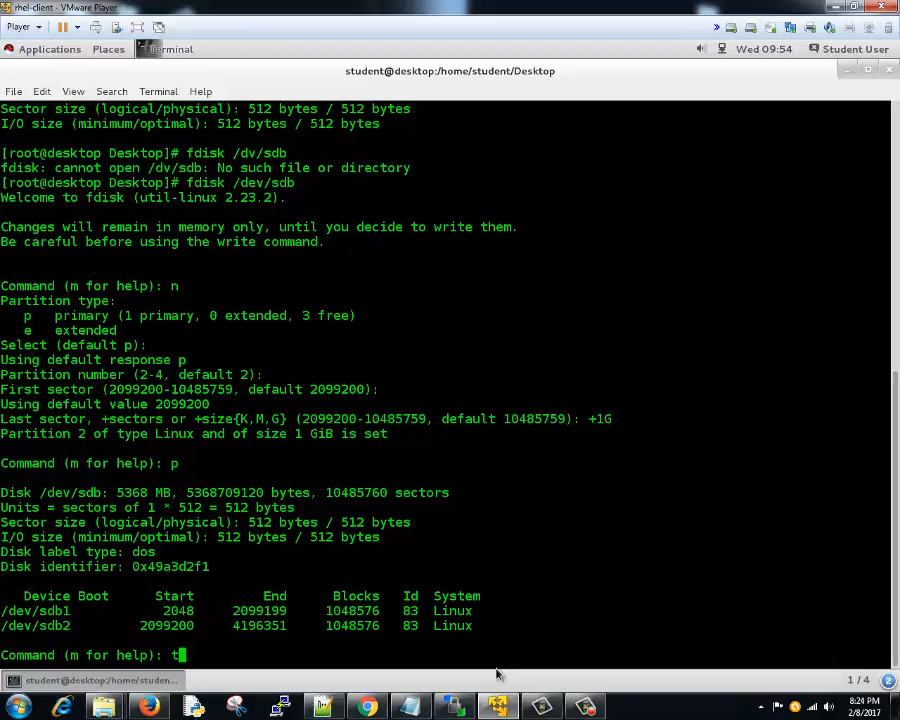 rhel-client - VMware Player
Player
Applications Places Terminal Wed 09:54 Student User
student@desktop:/home/student/Desktop
File Edit View Search Terminal Help
Sector size (logical/physical): 512 bytes / 512 bytes
I/O size (minimum/optimal): 512 bytes / 512 bytes
[root@desktop Desktop]# fdisk /dv/sdb
fdisk: cannot open /dv/sdb: No such file or directory
[root@desktop Desktop]# fdisk /dev/sdb
Welcome to fdisk (util-linux 2.23.2).
Changes will remain in memory only, until you decide to write them.
Be careful before using the write command.
Command (m for help): n
Partition type:
p primary (1 primary, 0 extended, 3 free)
e extended
Select (default p):
Using default response p
Partition number (2-4, default 2):
First sector (2099200-10485759, default 2099200):
Using default value 2099200
Last sector, +sectors or +size{K,M,G} (2099200-10485759, default 10485759): +1G
Partition 2 of type Linux and of size 1 GiB is set
Command (m for help): p
Disk /dev/sdb: 5368 MB, 5368709120 bytes, 10485760 sectors
Units = sectors of 1 * 512 = 512 bytes
Sector size (logical/physical): 512 bytes / 512 bytes
I/O size (minimum/optimal): 512 bytes / 512 bytes
Disk label type: dos
Disk identifier: 0x49a3d2f1
Device Boot Start End Blocks Id System
/dev/sdb1 2048 2099199 1048576 83 Linux
/dev/sdb2 2099200 4196351 1048576 83 Linux
Command (m for help): t
student@desktop:/home/studen... 1 / 4 2
8:24 PM
2/8/2017